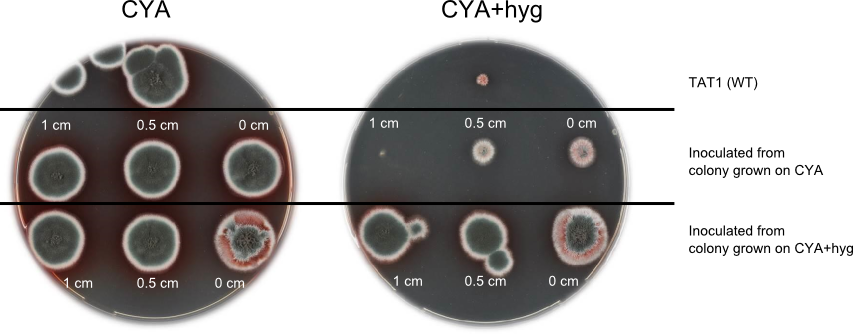 CYA
CYA+hyg
TAT1 (WT)
1 cm 0.5 cm 0 cm
1 cm 0.5 cm 0 cm
Inoculated from
colony grown on CYA
Inoculated from
colony grown on CYA+hyg
1 cm 0.5 cm 0 cm
1 cm 0.5 cm 0 cm